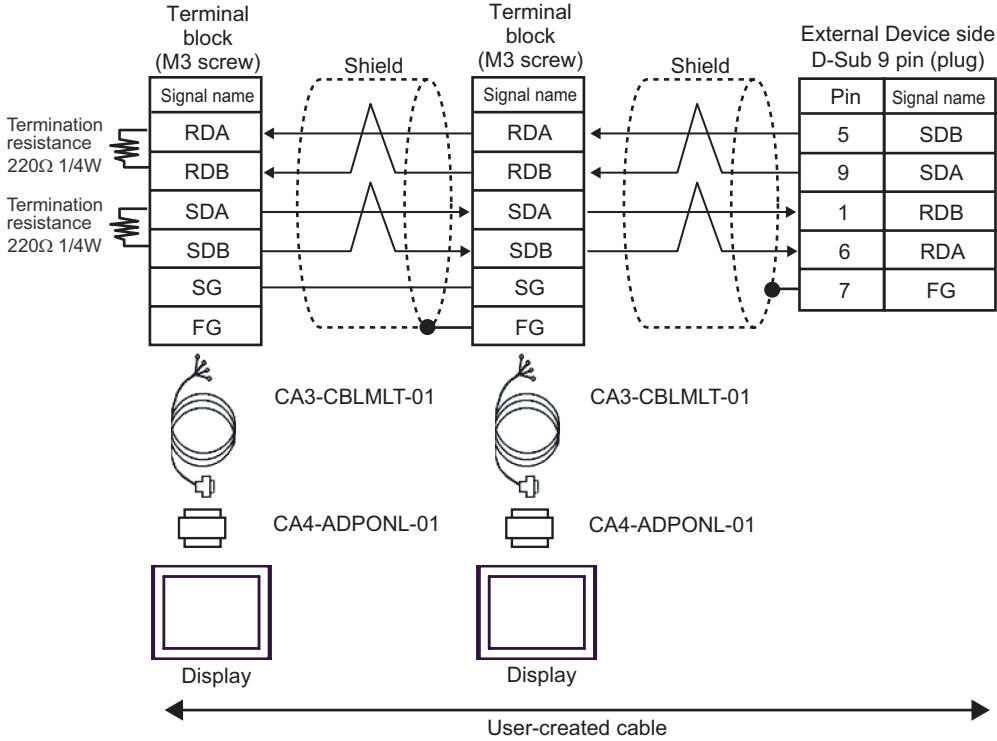 Terminal
block
(M3 screw)
Terminal
block
(M3 screw)
External Device side
D-Sub 9 pin (plug)
Shield
Shield
Signal name
RDA
RDB
SDA
SDB
SG
FG
Signal name
RDA
RDB
SDA
SDB
SG
FG
Pin Signal name
5 SDB
9 SDA
1 RDB
6 RDA
7 FG
Termination
resistance
220Ω 1/4W
Termination
resistance
220Ω 1/4W
CA3-CBLMLT-01
CA3-CBLMLT-01
CA4-ADPONL-01
CA4-ADPONL-01
Display
Display
User-created cable